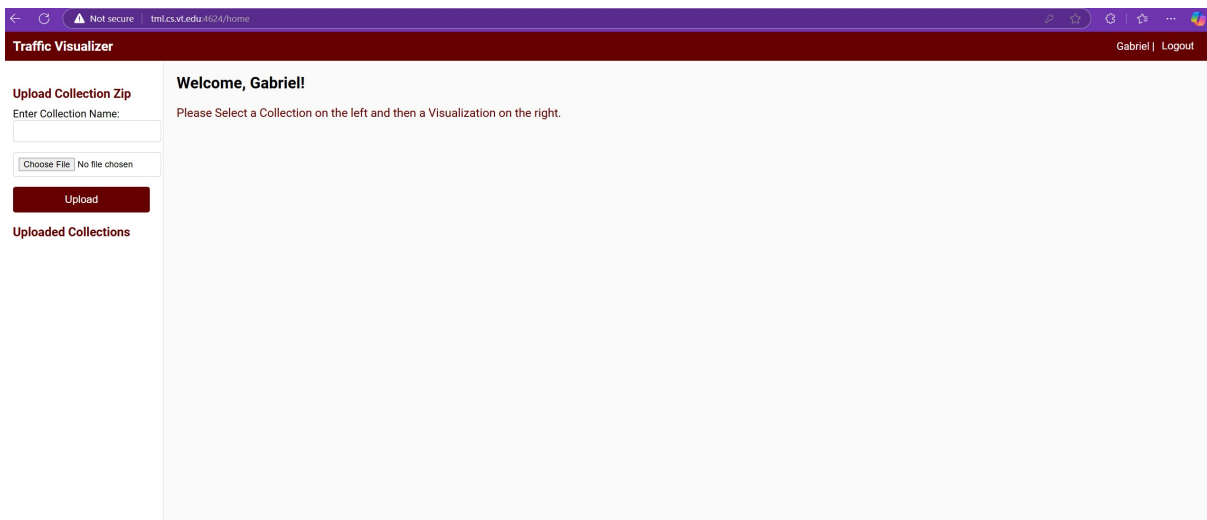 Not secure tml.cs.vt.edu:4624/home
Traffic Visualizer
Gabriel | Logout
Upload Collection Zip
Enter Collection Name:
Choose File No file chosen
Upload
Uploaded Collections
Welcome, Gabriel!
Please Select a Collection on the left and then a Visualization on the right.